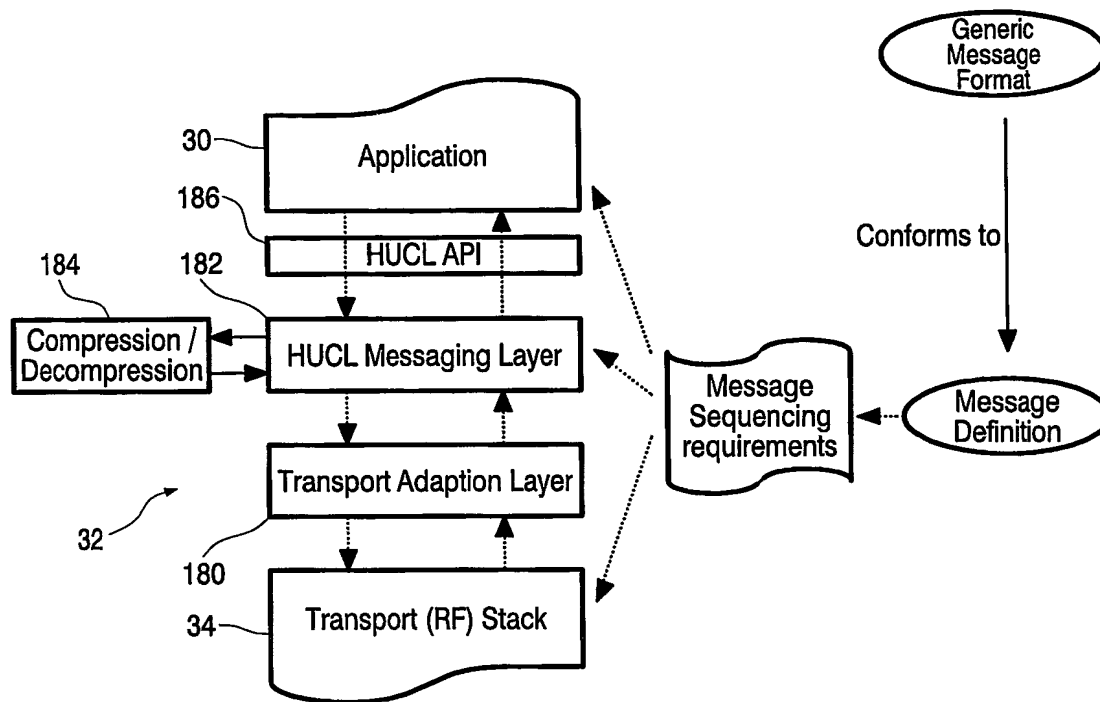 Generic
Message
Format
30
Application
186
HUCL API
Conforms to
184
182
Compression /
Decompression
HUCL Messaging Layer
Message
Sequencing
requirements
Message
Definition
Transport Adaption Layer
32
180
34
Transport (RF) Stack